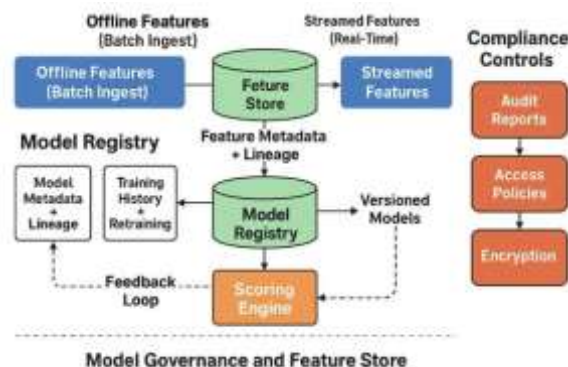 Offline Features
(Batch Ingest)
Streamed Features
(Real-Time)
Compliance
Controls
Offline Features
(Batch Ingest)
Feture
Store
Streamed
Features
Audit
Reports
Feature Metadata
+ Lineage
Model Registry
Model
Metadata
+
Lineage
Training
History
+
Retraining
Model
Registry
Versioned
Models
Access
Policies
Feedback
Loop
Scoring
Engine
Encryption
Model Governance and Feature Store